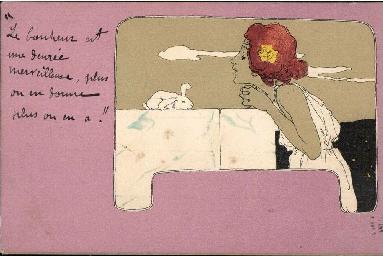 "Le bonheur est
une denrée
merveilleuse, plus
on en donne
plus on en a."